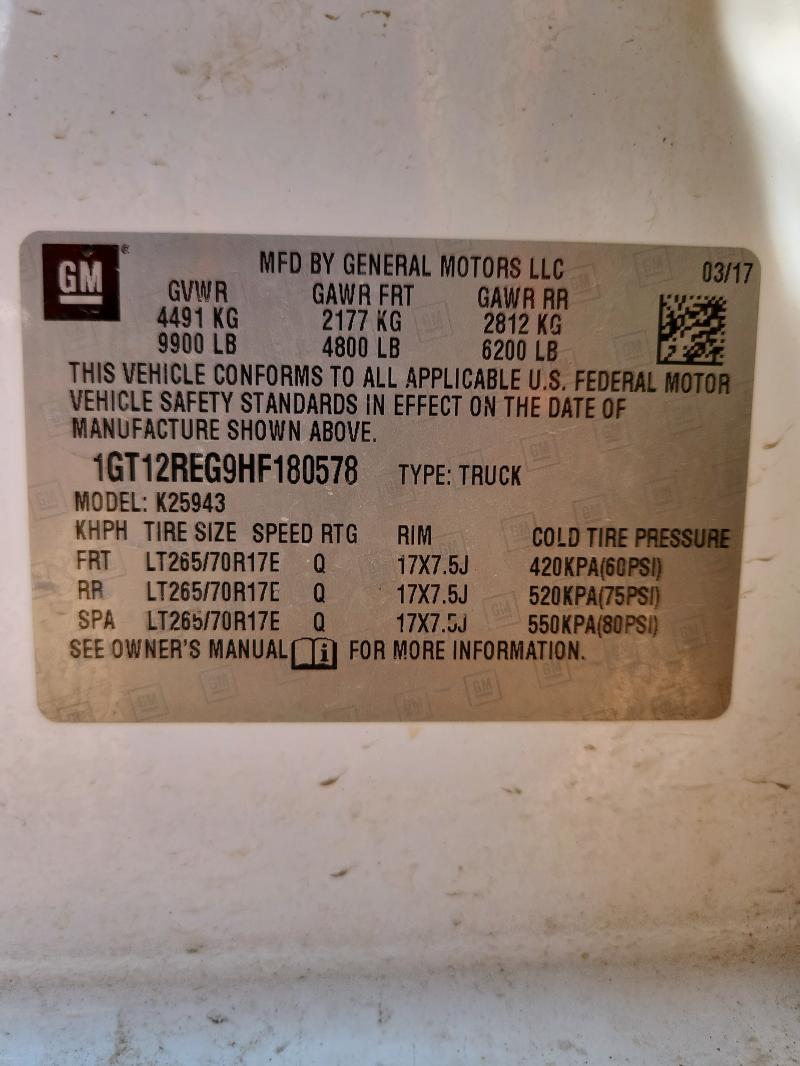 GM®
MFD BY GENERAL MOTORS LLC 03/17
GVWR GAWR FRT GAWR RR
4491 KG 2177 KG 2812 KG
9900 LB 4800 LB 6200 LB
THIS VEHICLE CONFORMS TO ALL APPLICABLE U.S. FEDERAL MOTOR
VEHICLE SAFETY STANDARDS IN EFFECT ON THE DATE OF
MANUFACTURE SHOWN ABOVE.
1GT12REG9HF180578 TYPE: TRUCK
MODEL: K25943
KHPH TIRE SIZE SPEED RTG RIM COLD TIRE PRESSURE
FRT LT265/70R17E Q 17X7.5J 420KPA(60PSI)
RR LT265/70R17E Q 17X7.5J 520KPA(75PSI)
SPA LT265/70R17E Q 17X7.5J 550KPA(80PSI)
SEE OWNER'S MANUAL i FOR MORE INFORMATION.